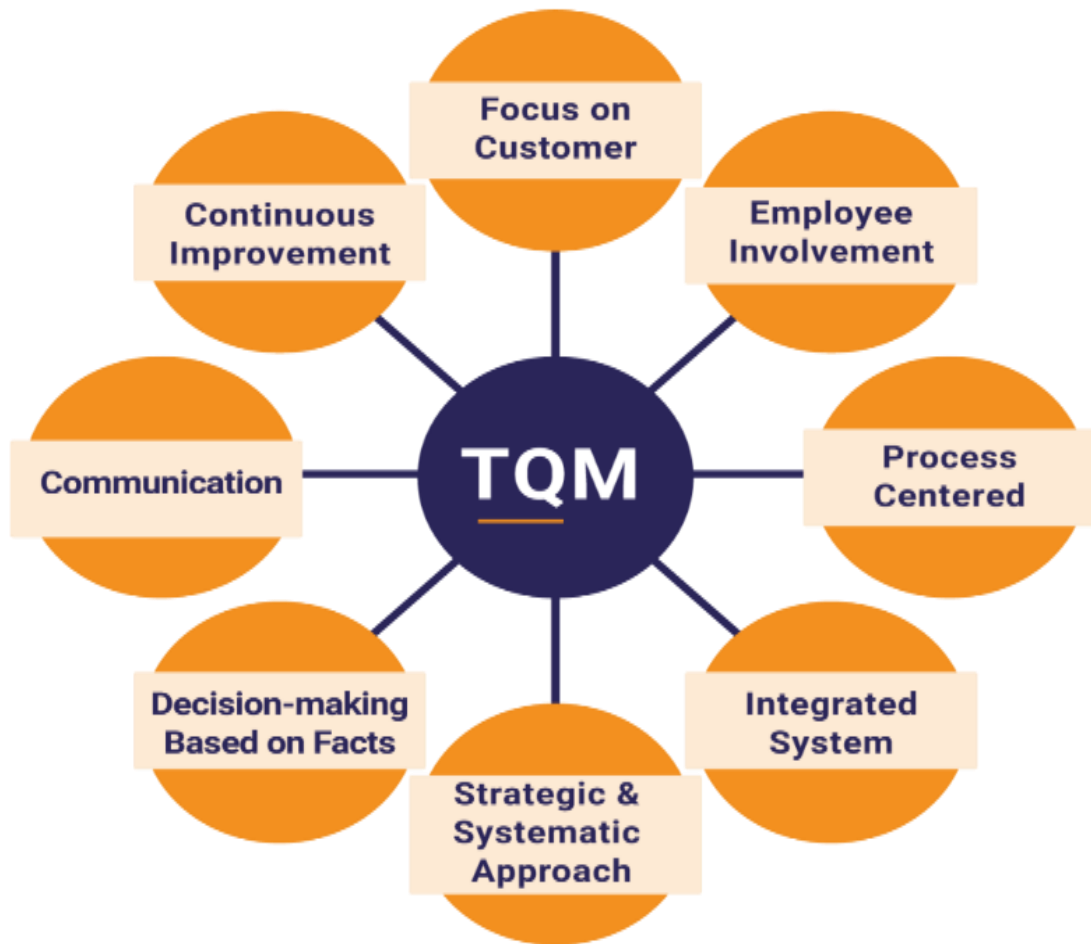 Focus on
Customer
Employee
Involvement
Process
Centered
Integrated
System
Strategic &
Systematic
Approach
Decision-making
Based on Facts
Communication
Continuous
Improvement
TQM